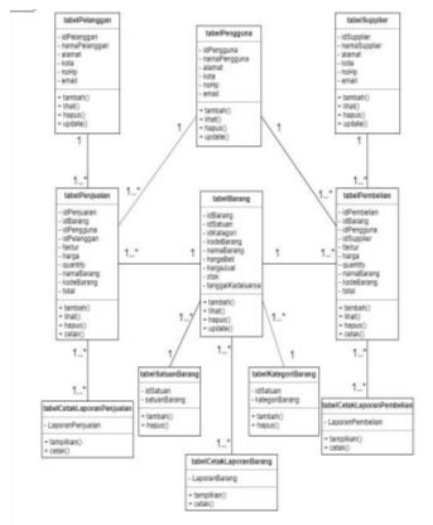 tabelPelanggan
- idPelanggan
- namaPelanggan
- alamat
- kota
- noHp
- email
+ tambah()
+ lihat()
+ hapus()
+ update()
tabelPengguna
- idPengguna
- namaPengguna
- alamat
- kota
- noHp
- email
+ tambah()
+ lihat()
+ hapus()
+ update()
tabelSupplier
- idSupplier
- namaSupplier
- alamat
- kota
- noHp
- email
+ tambah()
+ lihat()
+ hapus()
+ update()
1
1
1
1
1..*
1..*
1..*
1..*
tabelPenjualan
- idPenjualan
- idBarang
- idPengguna
- idPelanggan
- faktur
- harga
- quantity
- namaBarang
- kodeBarang
- total
+ tambah()
+ lihat()
+ hapus()
+ cetak()
1..*
1
tabelBarang
- idBarang
- idSatuan
- idKategori
- kodeBarang
- namaBarang
- hargaBeli
- hargaJual
- stok
- tanggalKadaluarsa
+ tambah()
+ lihat()
+ hapus()
+ update()
1
1..*
tabelPembelian
- idPembelian
- idBarang
- idPengguna
- idSupplier
- faktur
- harga
- quantity
- namaBarang
- kodeBarang
- total
+ tambah()
+ lihat()
+ hapus()
+ cetak()
1..*
1..*
1..*
1..*
1
1
tabelSatuanBarang
- idSatuan
- satuanBarang
+ tambah()
+ hapus()
tabelKategoriBarang
- idSatuan
- kategoriBarang
+ tambah()
+ hapus()
1..*
1..*
tabelCetakLaporanPenjualan
- LaporanPenjualan
+ tampilkan()
+ cetak()
tabelCetakLaporanPembelian
- LaporanPembelian
+ tampilkan()
+ cetak()
1..*
1..*
tabelCetakLaporanBarang
- LaporanBarang
+ tampilkan()
+ cetak()